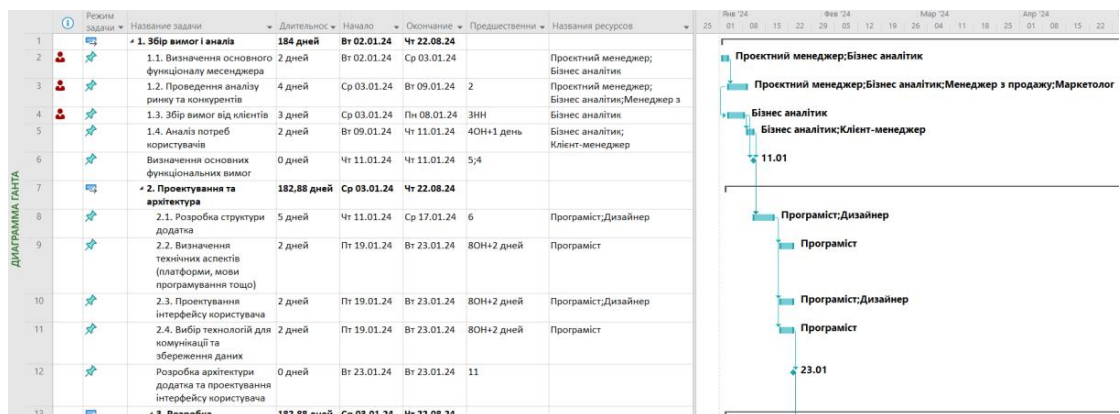 Режим задачи Название задачи Длительнос Начало Окончание Предшественни Названия ресурсов
Янв '24 Фев '24 Мар '24 Апр '24
25 01 08 15 22 29 05 12 19 26 04 11 18 25 01 08 15 22
ДИАГРАММА ГАНТА
1 1. Збір вимог і аналіз 184 дней Вт 02.01.24 Чт 22.08.24
2 1.1. Визначення основного 2 дней Вт 02.01.24 Ср 03.01.24 Проєктний менеджер;
функціоналу месенджера Бізнес аналітик
Проєктний менеджер;Бізнес аналітик
3 1.2. Проведення аналізу 4 дней Ср 03.01.24 Вт 09.01.24 2 Проєктний менеджер;
ринку та конкурентів Бізнес аналітик;Менеджер з
Проєктний менеджер;Бізнес аналітик;Менеджер з продажу;Маркетолог
4 1.3. Збір вимог від клієнтів 3 дней Ср 03.01.24 Пн 08.01.24 3НН Бізнес аналітик
Бізнес аналітик
5 1.4. Аналіз потреб 2 дней Вт 09.01.24 Чт 11.01.24 4ОН+1 день Бізнес аналітик;
користувачів Клієнт-менеджер
Бізнес аналітик;Клієнт-менеджер
6 Визначення основних 0 дней Чт 11.01.24 Чт 11.01.24 5;4
функціональних вимог
11.01
7 2. Проектування та 182,88 дней Ср 03.01.24 Чт 22.08.24
архітектура
8 2.1. Розробка структури 5 дней Чт 11.01.24 Ср 17.01.24 6 Програміст;Дизайнер
додатка
Програміст;Дизайнер
9 2.2. Визначення 2 дней Пт 19.01.24 Вт 23.01.24 8ОН+2 дней Програміст
технічних аспектів
(платформи, мови
програмування тощо)
Програміст
10 2.3. Проектування 2 дней Пт 19.01.24 Вт 23.01.24 8ОН+2 дней Програміст;Дизайнер
інтерфейсу користувача
Програміст;Дизайнер
11 2.4. Вибір технологій для 2 дней Пт 19.01.24 Вт 23.01.24 8ОН+2 дней Програміст
комунікації та
збереження даних
Програміст
12 Розробка архітектури 0 дней Вт 23.01.24 Вт 23.01.24 11
додатка та проектування
інтерфейсу користувача
23.01
13 3. Розробка 182,88 дней Ср 03.01.24 Чт 22.08.24